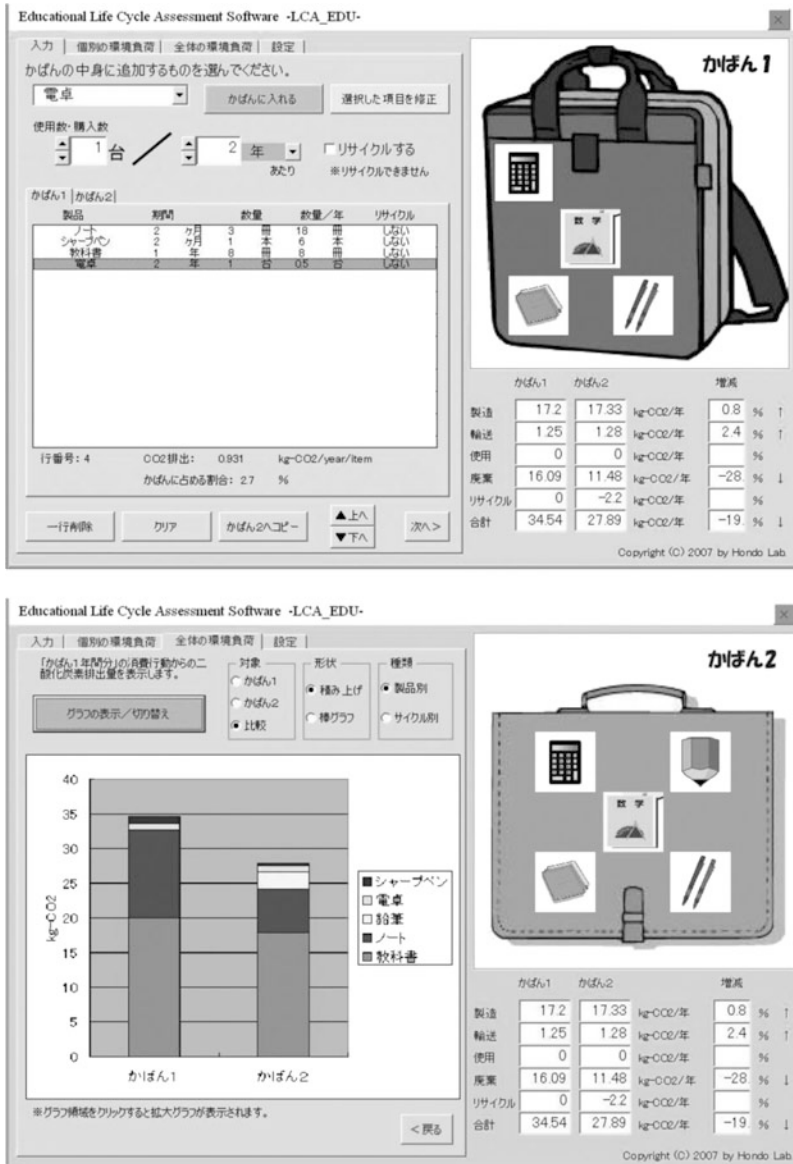 Educational Life Cycle Assessment Software -LCA_EDU-
入力 個別の環境負荷 全体の環境負荷 設定
かばんの中身に追加するものを選んでください。
電卓 かばんに入れる 選択した項目を修正
使用数・購入数
1 台 2 年 リサイクルする
あたり ※リサイクルできません
かばん1 かばん2
製品 期間 数量 数量/年 リサイクル
ノート 2 ヶ月 3 冊 18 冊 しない
シャープペン 2 ヶ月 1 本 6 本 しない
教科書 1 年 8 冊 8 冊 しない
電卓 2 年 1 台 0.5 台 しない
行番号: 4 CO2排出: 0.931 kg-CO2/year/item
かばんに占める割合: 2.7 %
一行削除 クリア かばん2へコピー ▲上へ ▼下へ 次へ>
かばん1
数学
かばん1 かばん2 増減
製造 17.2 17.33 kg-CO2/年 0.8 % ↑
輸送 1.25 1.28 kg-CO2/年 2.4 % ↑
使用 0 0 kg-CO2/年 %
廃棄 16.09 11.48 kg-CO2/年 -28. % ↓
リサイクル 0 -2.2 kg-CO2/年 %
合計 34.54 27.89 kg-CO2/年 -19. % ↓
Copyright (C) 2007 by Hondo Lab.
Educational Life Cycle Assessment Software -LCA_EDU-
入力 個別の環境負荷 全体の環境負荷 設定
「かばん1年間分」の消費行動からの二
酸化炭素排出量を表示します。
グラフの表示/切り替え
対象
かばん1
かばん2
比較
形状
積み上げ
棒グラフ
種類
製品別
サイクル別
40
35
30
25
20
15
10
5
0
kg-CO2
かばん1 かばん2
シャープペン
電卓
鉛筆
ノート
教科書
※グラフ領域をクリックすると拡大グラフが表示されます。
<戻る
かばん2
数学
かばん1 かばん2 増減
製造 17.2 17.33 kg-CO2/年 0.8 % ↑
輸送 1.25 1.28 kg-CO2/年 2.4 % ↑
使用 0 0 kg-CO2/年 %
廃棄 16.09 11.48 kg-CO2/年 -28. % ↓
リサイクル 0 -2.2 kg-CO2/年 %
合計 34.54 27.89 kg-CO2/年 -19. % ↓
Copyright (C) 2007 by Hondo Lab.